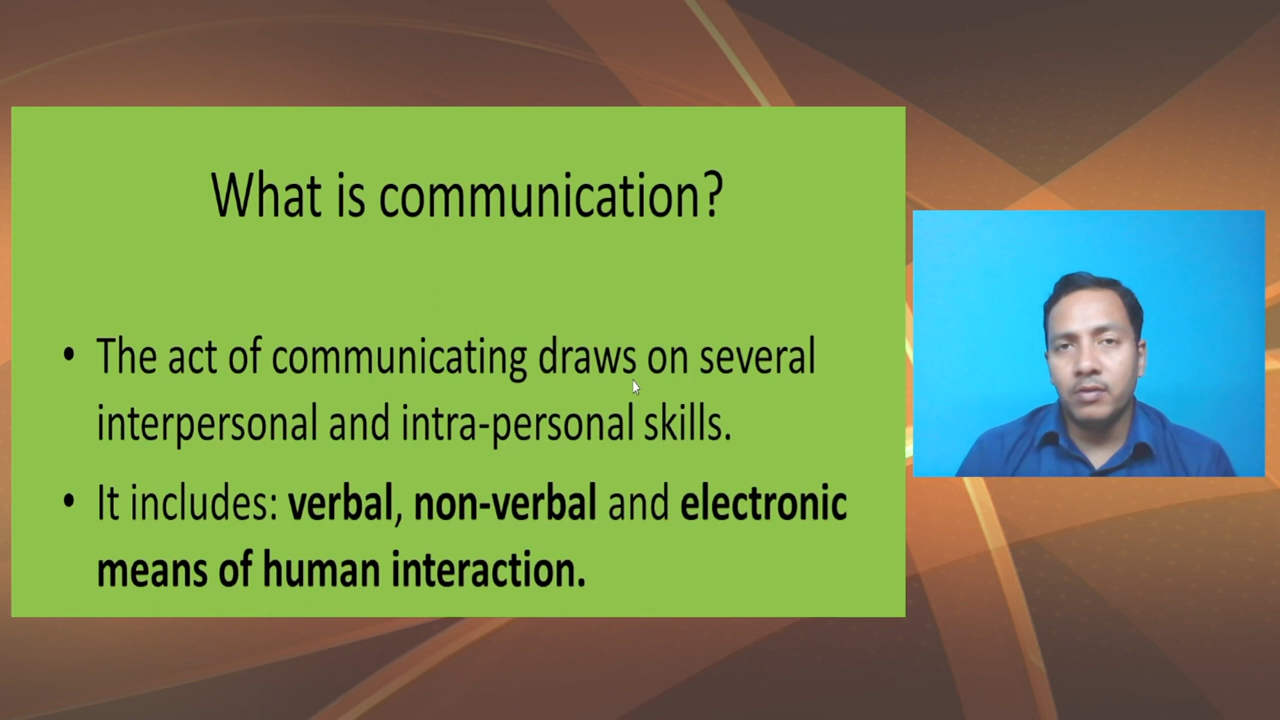 What is communication?
• The act of communicating draws on several
interpersonal and intra-personal skills.
• It includes: verbal, non-verbal and electronic
means of human interaction.